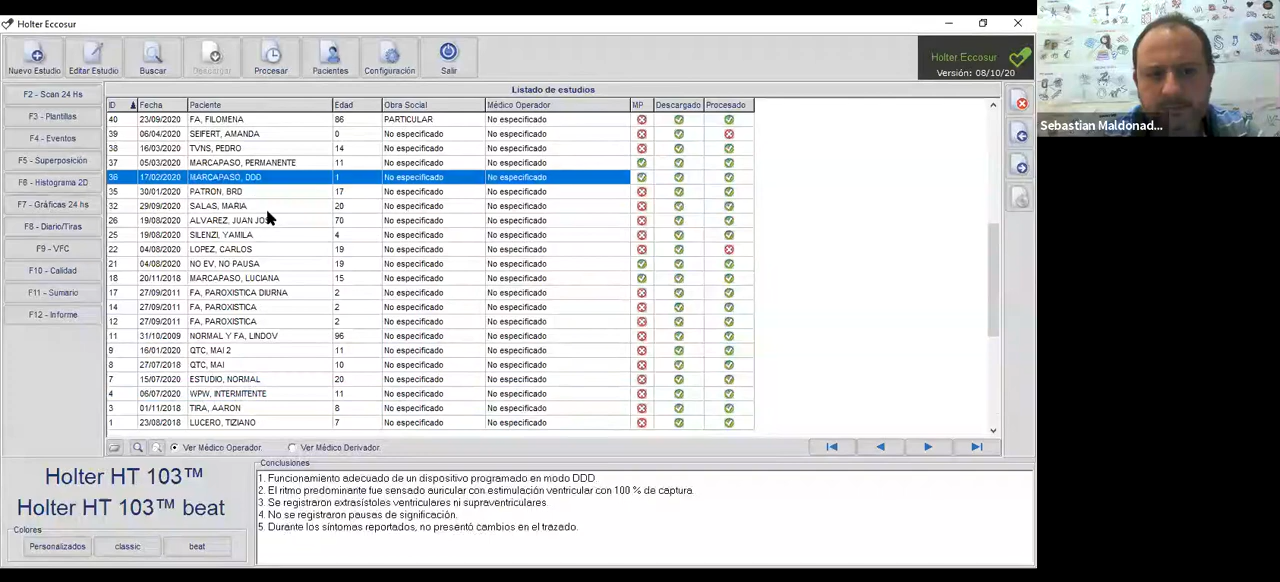 Holter Eccosur
Nuevo Estudio Editar Estudio Buscar Descargar Procesar Pacientes Configuración Salir
Holter Eccosur
Versión: 08/10/20
Sebastian Maldonad...
Listado de estudios
F2 - Scan 24 Hs
F3 - Plantillas
F4 - Eventos
F5 - Superposición
F6 - Histograma 2D
F7 - Gráficas 24 hs
F8 - Diario/Tiras
F9 - VFC
F10 - Calidad
F11 - Sumario
F12 - Informe
ID Fecha Paciente Edad Obra Social Médico Operador MP Descargado Procesado
40 23/09/2020 FA, FILOMENA 86 PARTICULAR No especificado
39 06/04/2020 SEIFERT, AMANDA 0 No especificado No especificado
38 16/03/2020 TVNS, PEDRO 14 No especificado No especificado
37 05/03/2020 MARCAPASO, PERMANENTE 11 No especificado No especificado
36 17/02/2020 MARCAPASO, DDD 1 No especificado No especificado
35 30/01/2020 PATRON, BRD 17 No especificado No especificado
32 29/09/2020 SALAS, MARIA 20 No especificado No especificado
26 19/08/2020 ALVAREZ, JUAN JOSE 70 No especificado No especificado
25 19/08/2020 SILENZI, YAMILA 4 No especificado No especificado
22 04/08/2020 LOPEZ, CARLOS 19 No especificado No especificado
21 04/08/2020 NO EV, NO PAUSA 19 No especificado No especificado
18 20/11/2018 MARCAPASO, LUCIANA 15 No especificado No especificado
17 27/09/2011 FA, PAROXISTICA DIURNA 2 No especificado No especificado
14 27/09/2011 FA, PAROXISTICA 2 No especificado No especificado
12 27/09/2011 FA, PAROXISTICA 2 No especificado No especificado
11 31/10/2009 NORMAL Y FA, LINDOV 96 No especificado No especificado
9 16/01/2020 QTC, MAI 2 11 No especificado No especificado
8 27/07/2018 QTC, MAI 10 No especificado No especificado
7 15/07/2020 ESTUDIO, NORMAL 20 No especificado No especificado
4 06/07/2020 WPW, INTERMITENTE 11 No especificado No especificado
3 01/11/2018 TIRA, AARON 8 No especificado No especificado
1 23/08/2018 LUCERO, TIZIANO 7 No especificado No especificado
Ver Médico Operador Ver Médico Derivador
Holter HT 103™
Holter HT 103™ beat
Colores
Personalizados classic beat
Conclusiones
1. Funcionamiento adecuado de un dispositivo programado en modo DDD
2. El ritmo predominante fue sensado auricular con estimulación ventricular con 100 % de captura
3. Se registraron extrasístoles ventriculares ni supraventriculares
4. No se registraron pausas de significación.
5. Durante los síntomas reportados, no presentó cambios en el trazado.